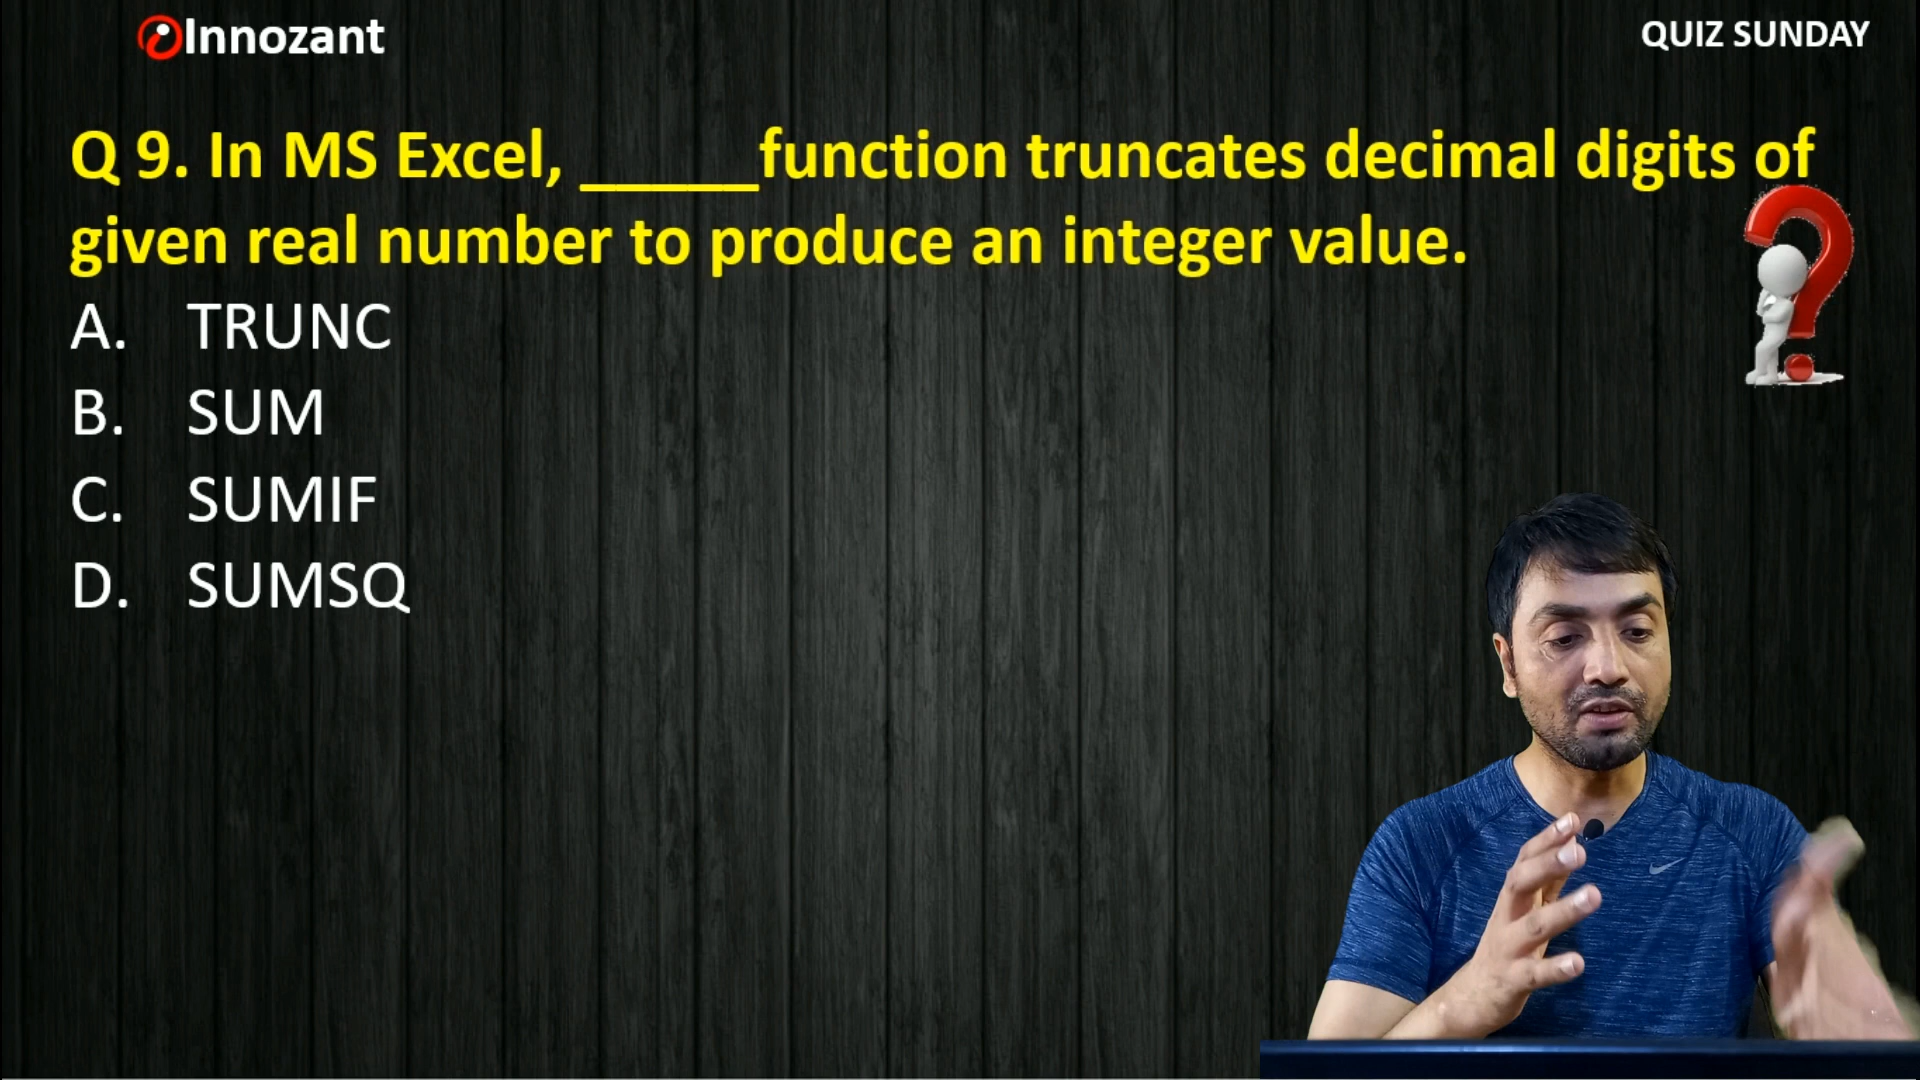 Innozant
QUIZ SUNDAY
Q 9. In MS Excel, _____function truncates decimal digits of
given real number to produce an integer value.
A. TRUNC
B. SUM
C. SUMIF
D. SUMSQ